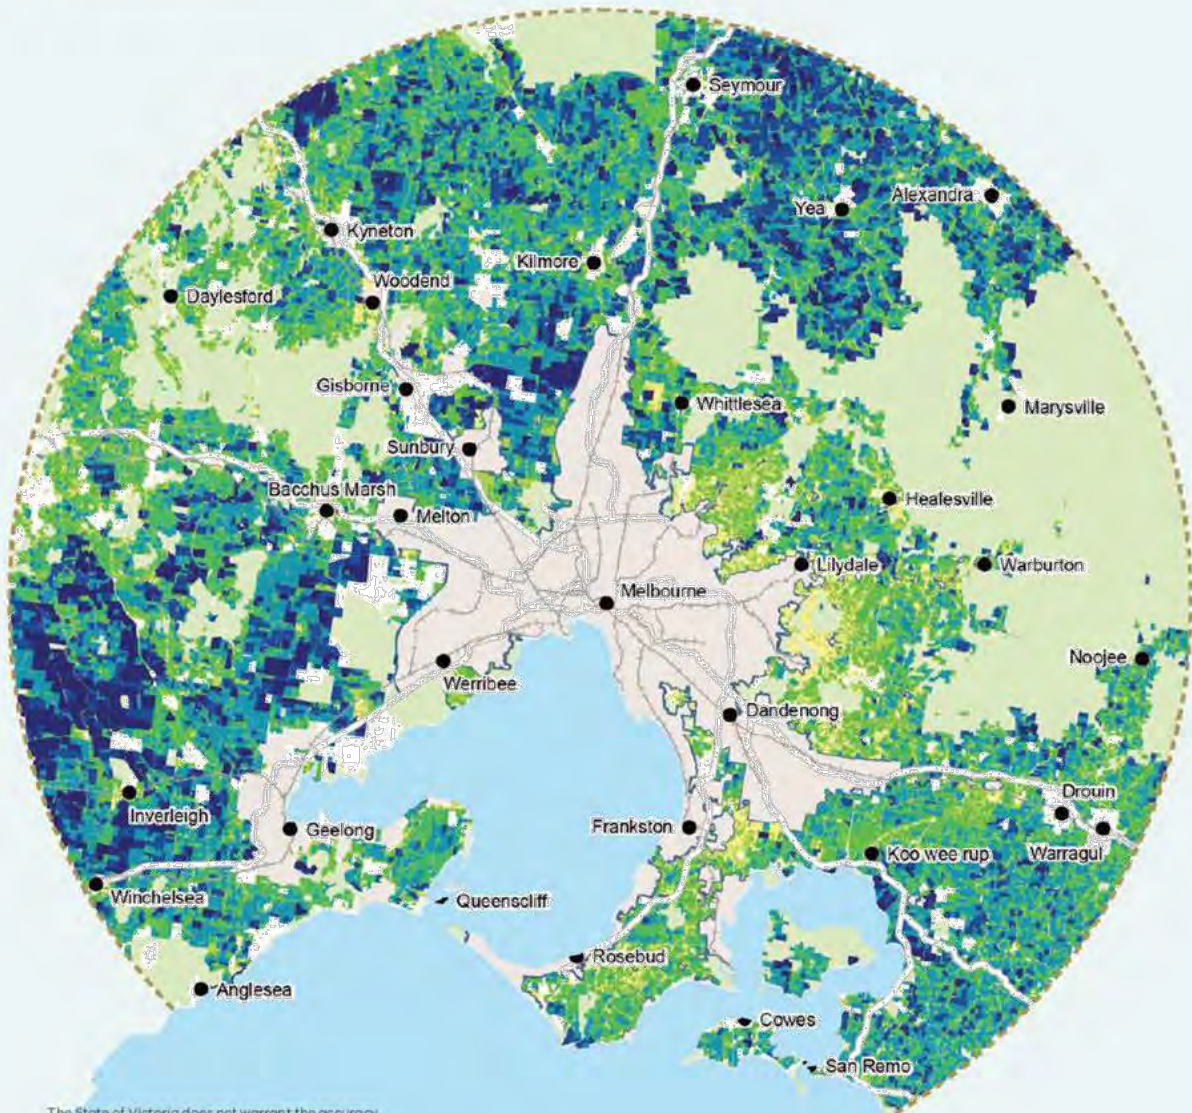 Seymour
Alexandra
Yea
Kyneton
Kilmore
Woodend
Daylesford
Gisborne
Whittlesea
Marysville
Sunbury
Bacchus Marsh
Melton
Healesville
Lilydale
Warburton
Melbourne
Noojee
Werribee
Dandenong
Drouin
Inverleigh
Geelong
Frankston
Koo wee rup
Warragul
Winchelsea
Queenscliff
Rosebud
Anglesea
Cowes
San Remo
The State of Victoria does not warrant the accuracy